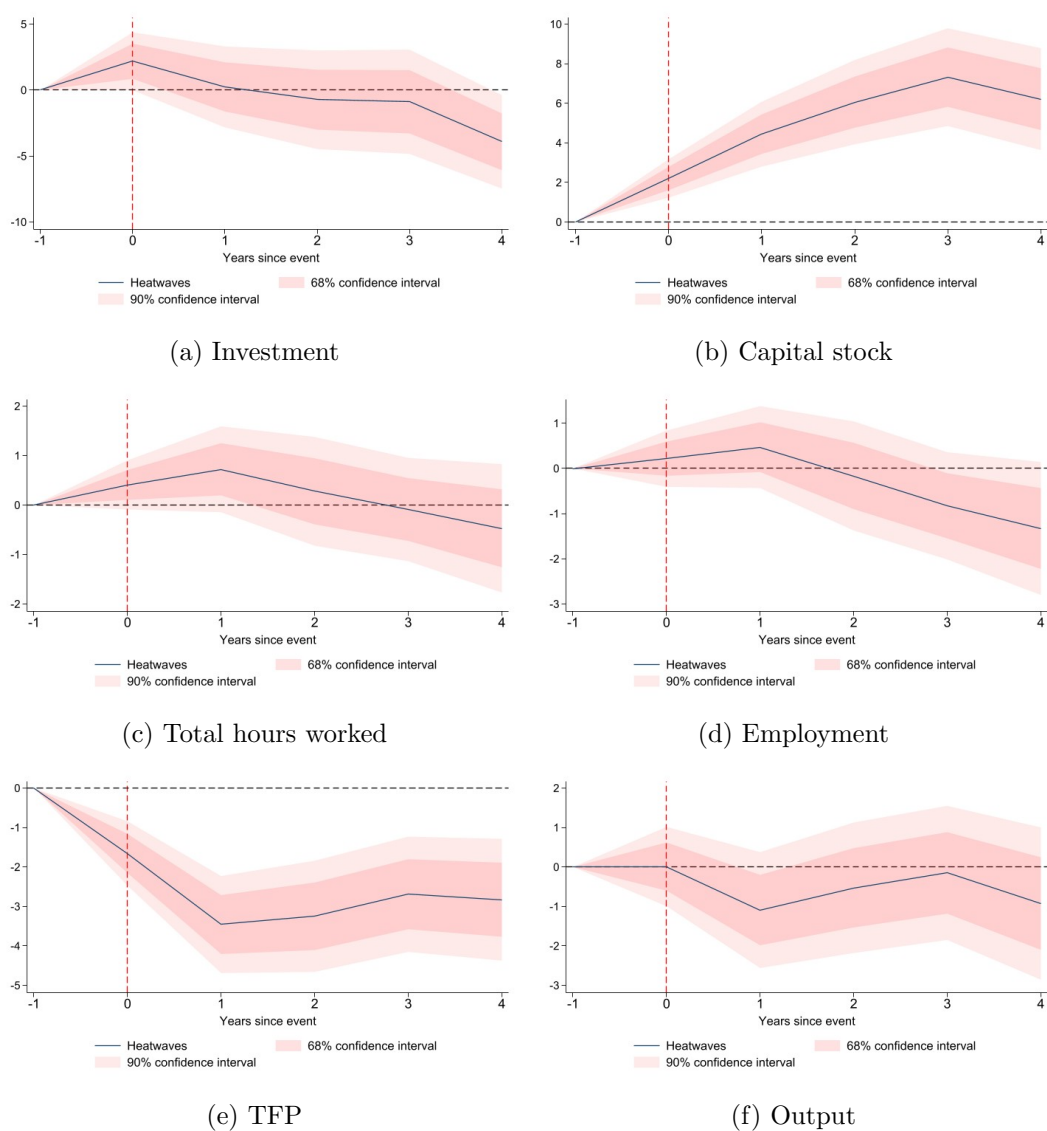 5
0
-5
-10
-1 0 1 2 3 4
Years since event
Heatwaves 68% confidence interval
90% confidence interval
(a) Investment
10
8
6
4
2
0
-1 0 1 2 3 4
Years since event
Heatwaves 68% confidence interval
90% confidence interval
(b) Capital stock
2
1
0
-1
-2
-1 0 1 2 3 4
Years since event
Heatwaves 68% confidence interval
90% confidence interval
(c) Total hours worked
1
0
-1
-2
-3
-1 0 1 2 3 4
Years since event
Heatwaves 68% confidence interval
90% confidence interval
(d) Employment
0
-1
-2
-3
-4
-5
-1 0 1 2 3 4
Years since event
Heatwaves 68% confidence interval
90% confidence interval
(e) TFP
2
1
0
-1
-2
-3
-1 0 1 2 3 4
Years since event
Heatwaves 68% confidence interval
90% confidence interval
(f) Output